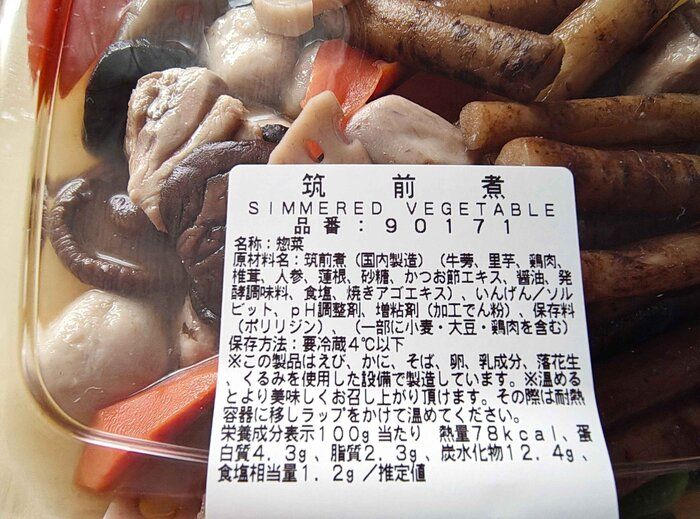 筑前煮
SIMMERED VEGETABLE
品番:90171
名称:惣菜
原材料名:筑前煮(国内製造)(牛蒡、里芋、鶏肉、
椎茸、人参、蓮根、砂糖、かつお節エキス、醤油、発
酵調味料、食塩、焼きアゴエキス)、いんげん/ソル
ビット、pH調整剤、増粘剤(加工でん粉)、保存料
(ポリリジン)、(一部に小麦・大豆・鶏肉を含む)
保存方法:要冷蔵4℃以下
※この製品はえび、かに、そば、卵、乳成分、落花生
、くるみを使用した設備で製造しています。※温める
とより美味しくお召し上がり頂けます。その際は耐熱
容器に移しラップをかけて温めてください。
栄養成分表示100g当たり 熱量78kcal、蛋
白質4.3g、脂質2.3g、炭水化物12.4g、
食塩相当量1.2g/推定値